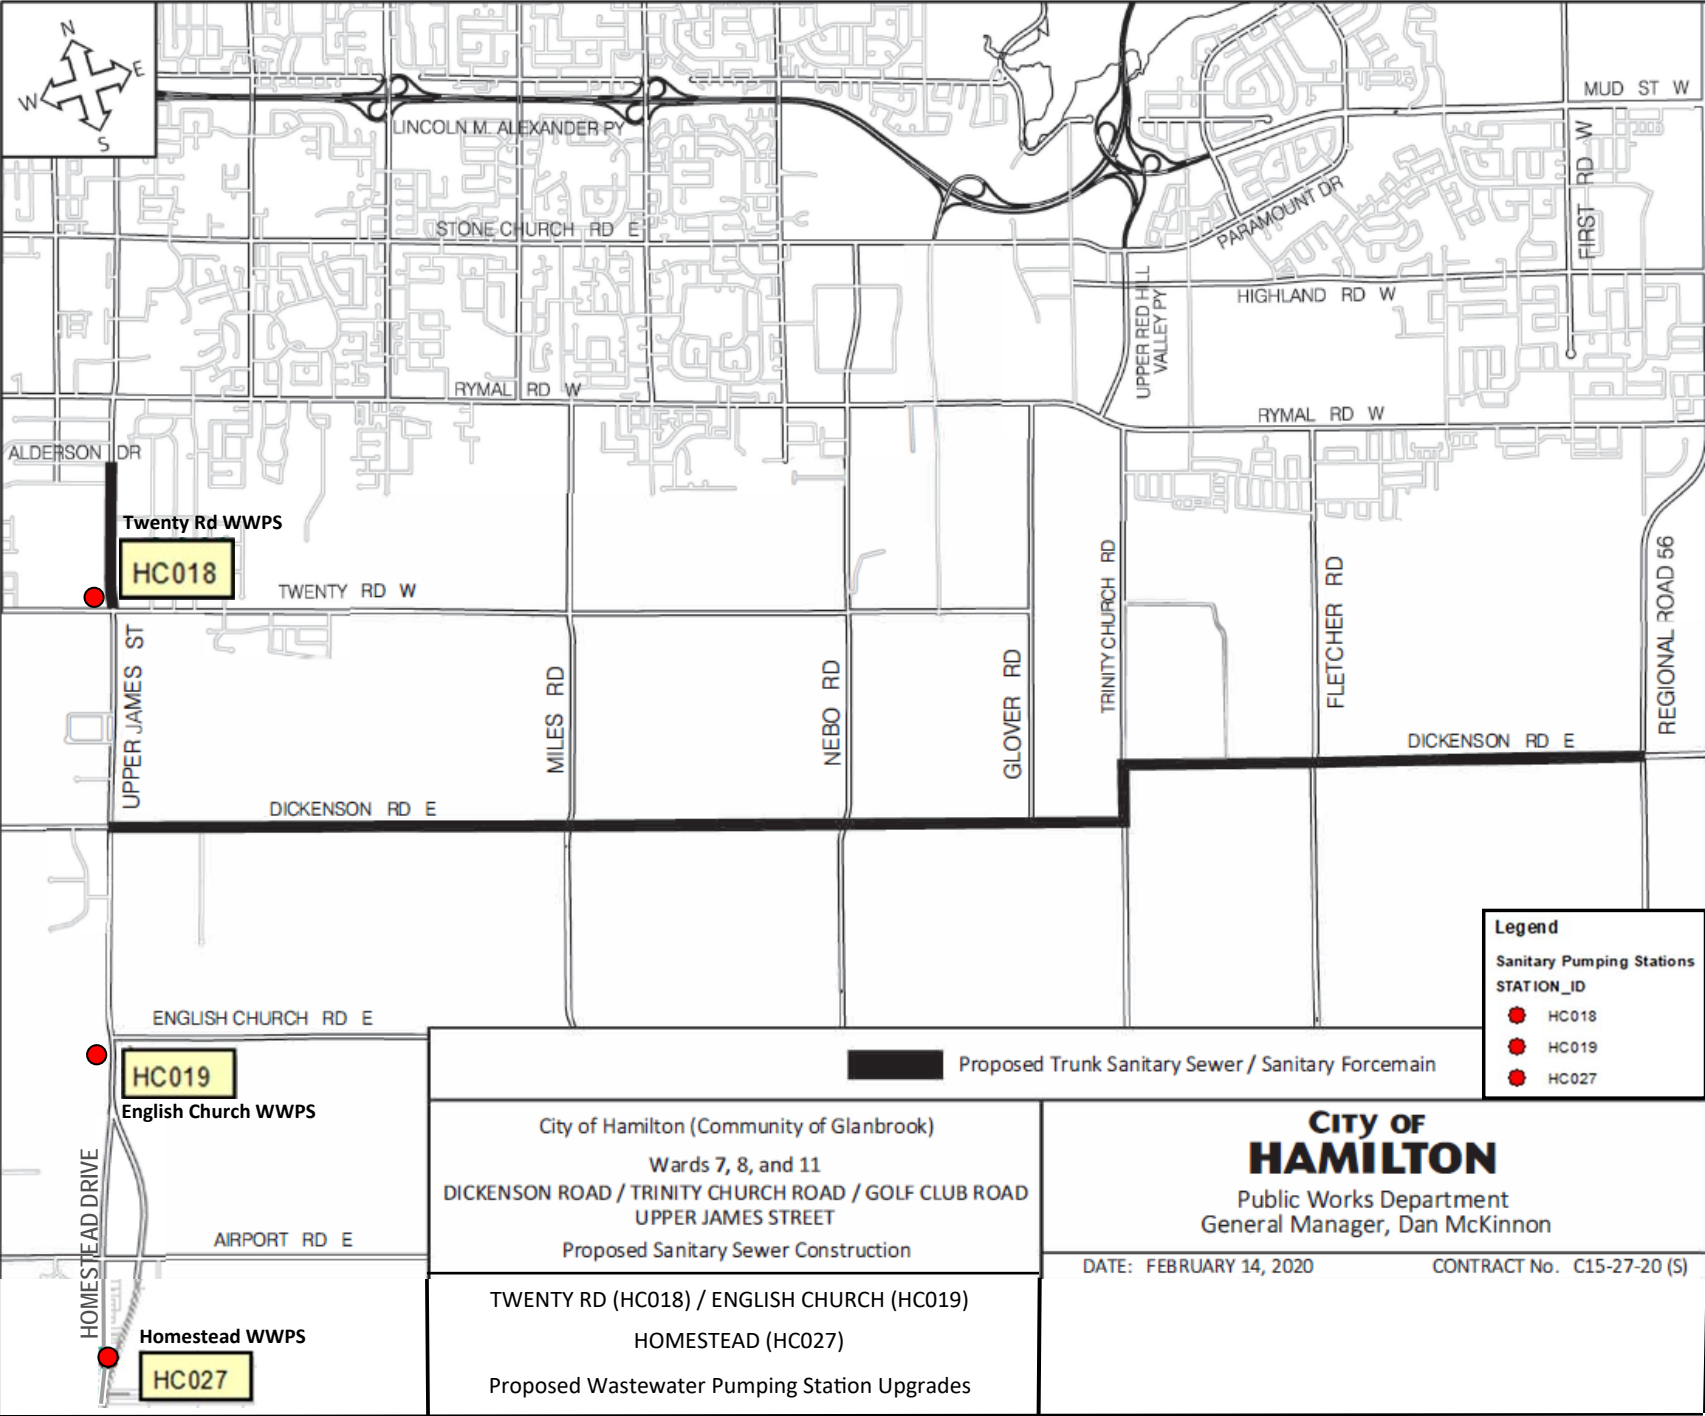 N
E
W
S
MUD ST W
LINCOLN M. ALEXANDER PY
FIRST RD W
PARAMOUNT DR
STONE CHURCH RD E
HIGHLAND RD W
UPPER RED HILL
VALLEY PY
RYMAL RD W
RYMAL RD W
ALDERSON DR
Twenty Rd WWPS
HC018
TWENTY RD W
UPPER JAMES ST
MILES RD
NEBO RD
GLOVER RD
TRINITY CHURCH RD
FLETCHER RD
REGIONAL ROAD 56
DICKENSON RD E
DICKENSON RD E
ENGLISH CHURCH RD E
HC019
English Church WWPS
HOMESTEAD DRIVE
AIRPORT RD E
Homestead WWPS
HC027
Legend
Sanitary Pumping Stations
STATION_ID
HC018
HC019
HC027
Proposed Trunk Sanitary Sewer / Sanitary Forcemain
City of Hamilton (Community of Glanbrook)
Wards 7, 8, and 11
DICKENSON ROAD / TRINITY CHURCH ROAD / GOLF CLUB ROAD
UPPER JAMES STREET
Proposed Sanitary Sewer Construction
TWENTY RD (HC018) / ENGLISH CHURCH (HC019)
HOMESTEAD (HC027)
Proposed Wastewater Pumping Station Upgrades
CITY OF
HAMILTON
Public Works Department
General Manager, Dan McKinnon
DATE: FEBRUARY 14, 2020 CONTRACT No. C15-27-20 (S)